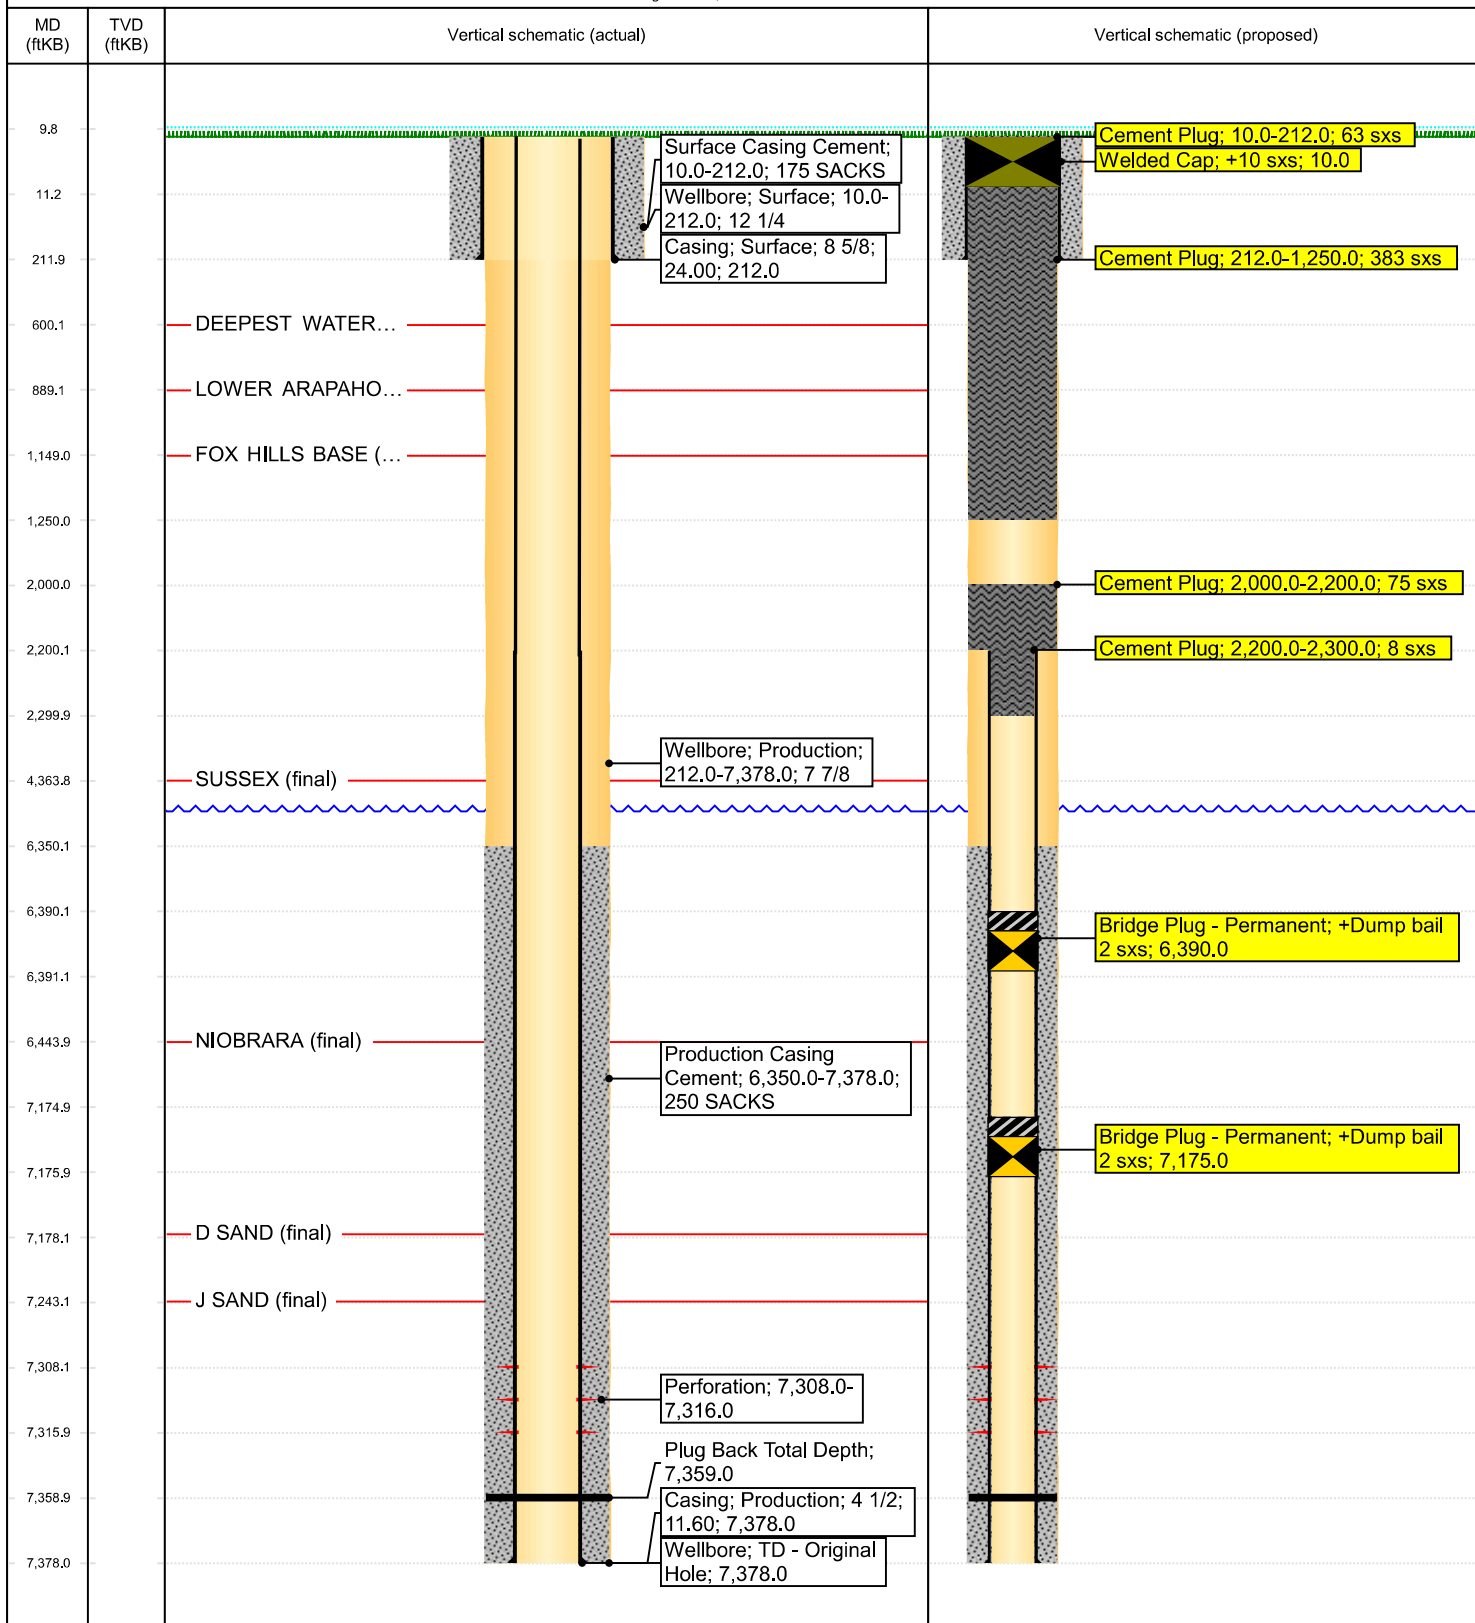 MD
(ftKB)
TVD
(ftKB)
Vertical schematic (actual)
Vertical schematic (proposed)
9.8
11.2
211.9
600.1
889.1
1,149.0
1,250.0
2,000.0
2,200.1
2,299.9
4,363.8
6,350.1
6,390.1
6,391.1
6,443.9
7,174.9
7,175.9
7,178.1
7,243.1
7,308.1
7,315.9
7,358.9
7,378.0
DEEPEST WATER...
LOWER ARAPAHO...
FOX HILLS BASE (...
SUSSEX (final)
NIOBRARA (final)
D SAND (final)
J SAND (final)
Surface Casing Cement;
10.0-212.0; 175 SACKS
Wellbore; Surface; 10.0-
212.0; 12 1/4
Casing; Surface; 8 5/8;
24.00; 212.0
Wellbore; Production;
212.0-7,378.0; 7 7/8
Production Casing
Cement; 6,350.0-7,378.0;
250 SACKS
Perforation; 7,308.0-
7,316.0
Plug Back Total Depth;
7,359.0
Casing; Production; 4 1/2;
11.60; 7,378.0
Wellbore; TD - Original
Hole; 7,378.0
Cement Plug; 10.0-212.0; 63 sxs
Welded Cap; +10 sxs; 10.0
Cement Plug; 212.0-1,250.0; 383 sxs
Cement Plug; 2,000.0-2,200.0; 75 sxs
Cement Plug; 2,200.0-2,300.0; 8 sxs
Bridge Plug - Permanent; +Dump bail
2 sxs; 6,390.0
Bridge Plug - Permanent; +Dump bail
2 sxs; 7,175.0